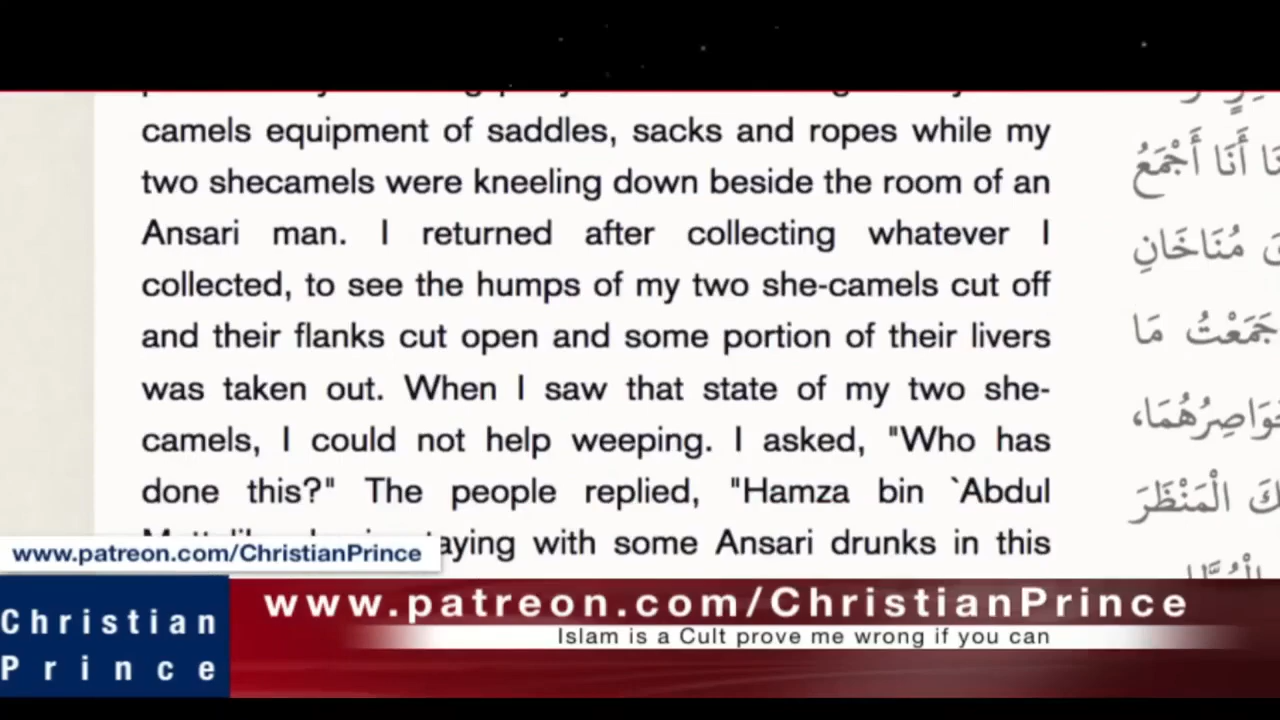 camels equipment of saddles, sacks and ropes while my
two shecamels were kneeling down beside the room of an
Ansari man. I returned after collecting whatever I
collected, to see the humps of my two she-camels cut off
and their flanks cut open and some portion of their livers
was taken out. When I saw that state of my two she-
camels, I could not help weeping. I asked, "Who has
done this?" The people replied, "Hamza bin `Abdul
with some Ansari drunks in this
أَنَا أَجْمَعُ
مُنَاخَانِ
جَمَعْتُ مَا
الْمَنْظَرَ
www.patreon.com/ChristianPrince
Christian
Prince
www.patreon.com/ChristianPrince
Islam is a Cult prove me wrong if you can